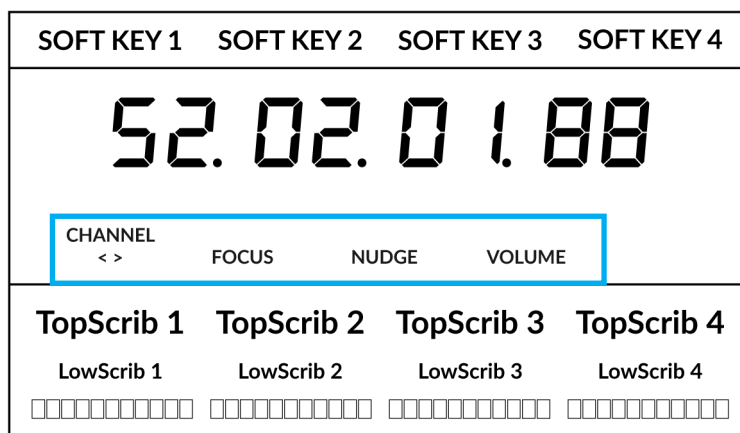 SOFT KEY 1 SOFT KEY 2 SOFT KEY 3 SOFT KEY 4
52.02.01.88
CHANNEL
< > FOCUS NUDGE VOLUME
TopScrib 1 TopScrib 2 TopScrib 3 TopScrib 4
LowScrib 1 LowScrib 2 LowScrib 3 LowScrib 4